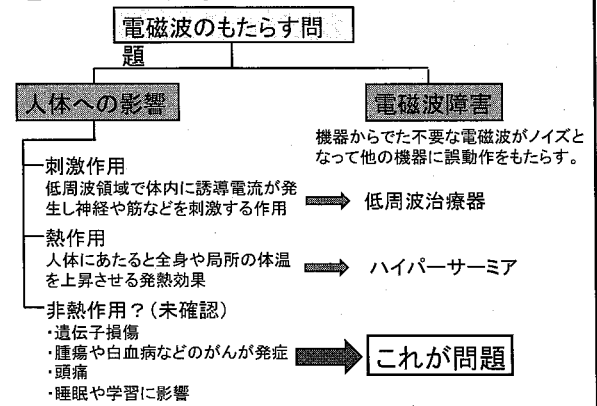 電磁波のもたらす問
題
人体への影響
電磁波障害
機器からでた不要な電磁波がノイズと
なって他の機器に誤動作をもたらす。
刺激作用
低周波領域で体内に誘導電流が発
生し神経や筋などを刺激する作用
低周波治療器
熱作用
人体にあたると全身や局所の体温
を上昇させる発熱効果
ハイパーサーミア
非熱作用？（未確認）
・遺伝子損傷
・腫瘍や白血病などのがんが発症
・頭痛
・睡眠や学習に影響
これが問題